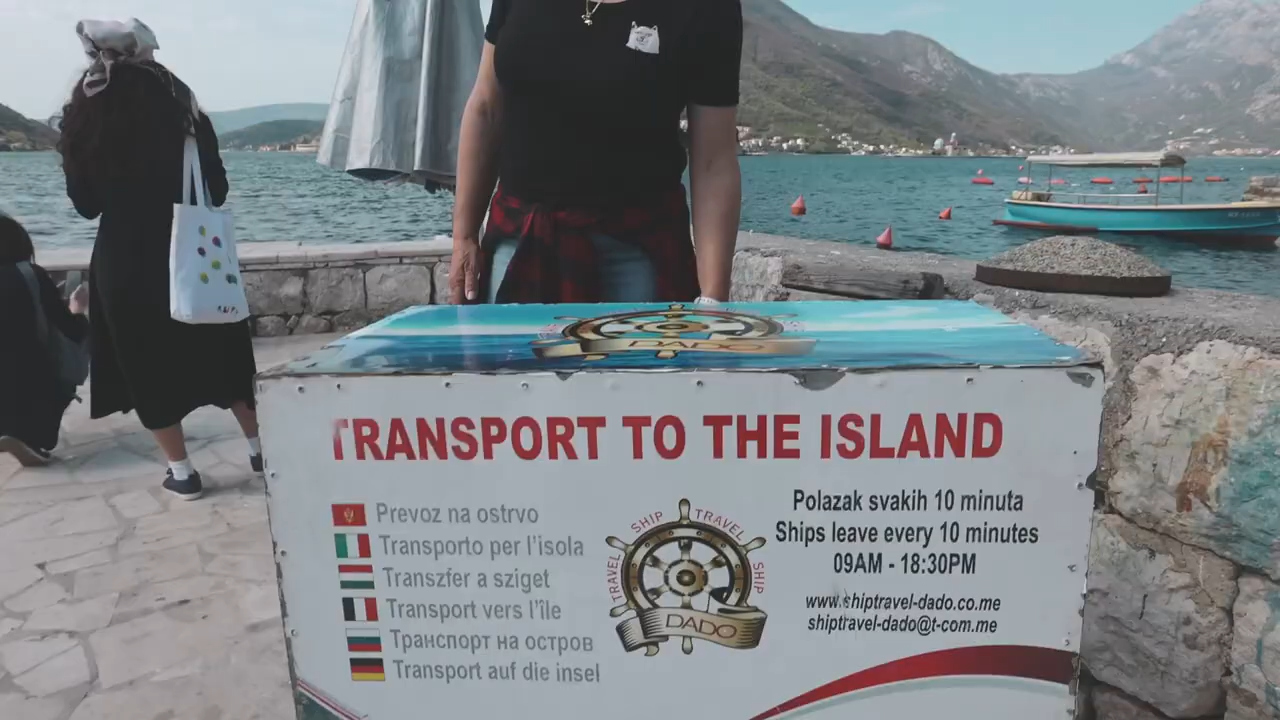 DADO
TRANSPORT TO THE ISLAND
Prevoz na ostrvo
Transporto per l'isola
Transzfer a sziget
Transport vers l'île
Транспорт на остров
Transport auf die insel
TRAVEL SHIP TRAVEL SHIP
DADO
Polazak svakih 10 minuta
Ships leave every 10 minutes
09AM - 18:30PM
www.shiptravel-dado.co.me
shiptravel-dado@t-com.me